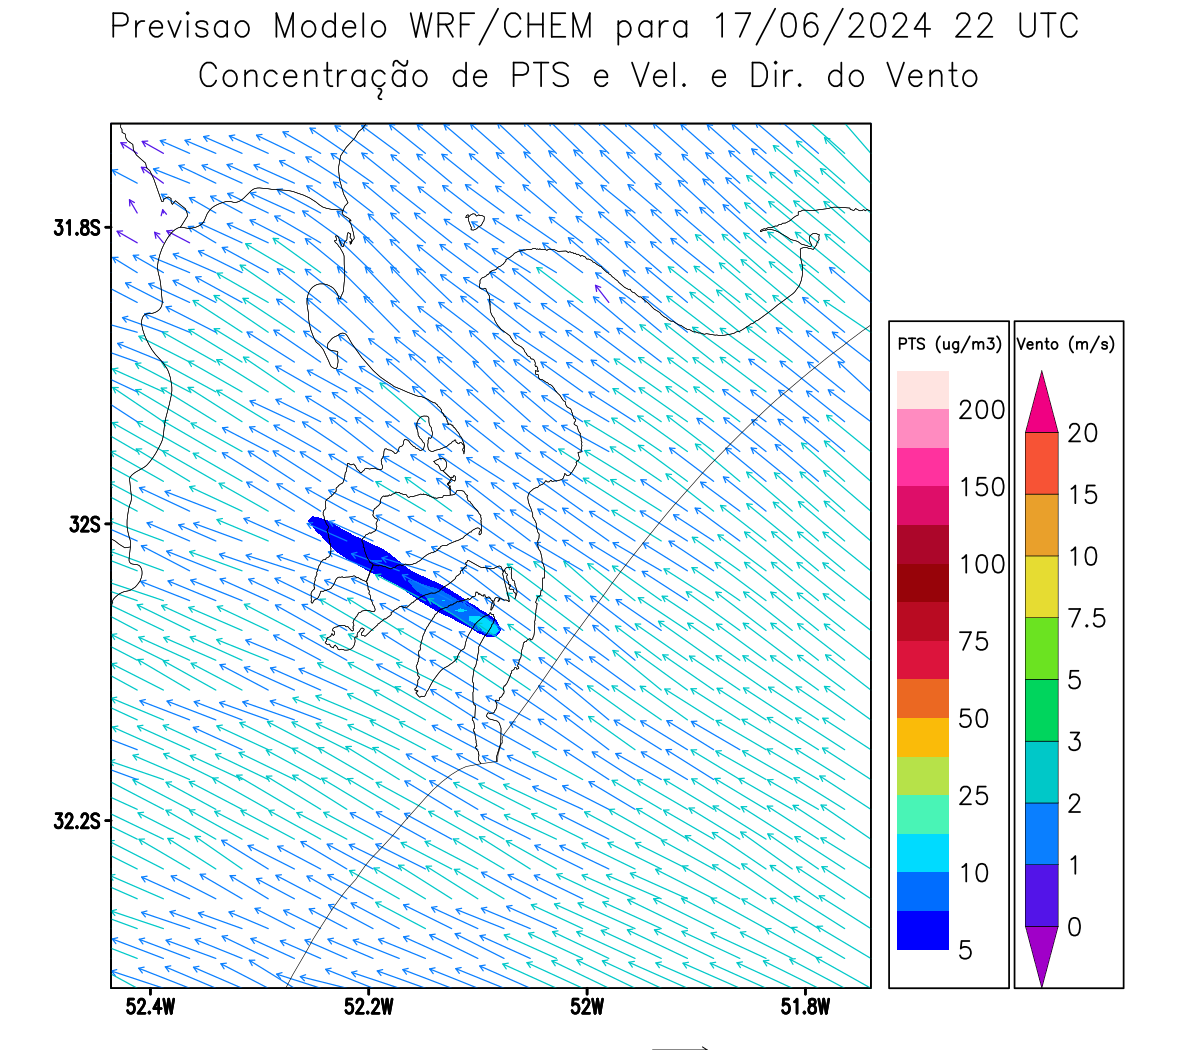 Previsao Modelo WRF/CHEM para 17/06/2024 22 UTC
Concentração de PTS e Vel. e Dir. do Vento
31.8S
32S
32.2S
52.4W
52.2W
52W
51.8W
PTS (ug/m3)
200
150
100
75
50
25
10
5
Vento (m/s)
20
15
10
7.5
5
3
2
1
0